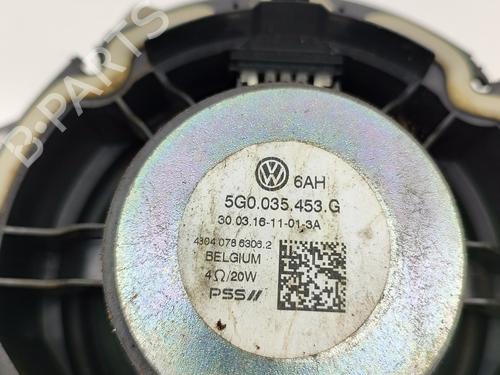 B-PARTS
6AH
5G0.035.453.G
30.03.16-11-01-3A
4304 078 6306.2
BELGIUM
4Ω/20W
PSS//